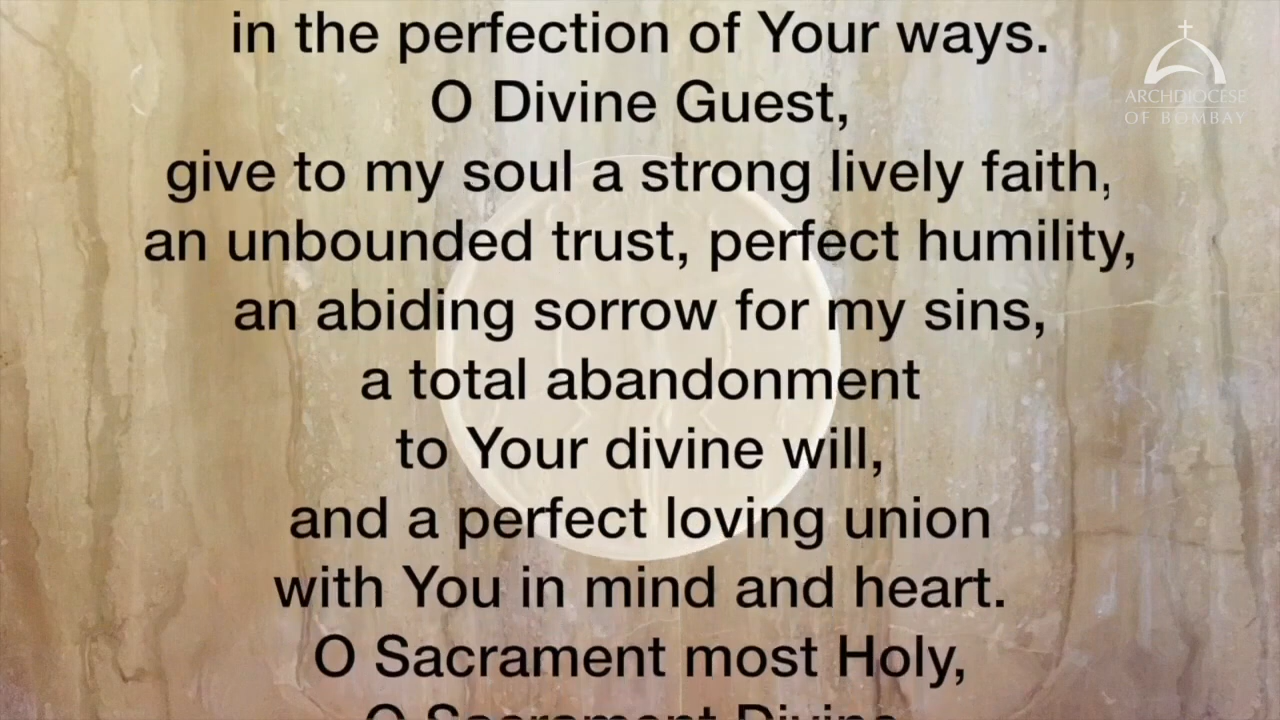 in the perfection of Your ways.
O Divine Guest,
give to my soul a strong lively faith,
an unbounded trust, perfect humility,
an abiding sorrow for my sins,
a total abandonment
to Your divine will,
and a perfect loving union
with You in mind and heart.
O Sacrament most Holy,
O Sacrament Divine
ARCHDIOCESE
OF BOMBAY